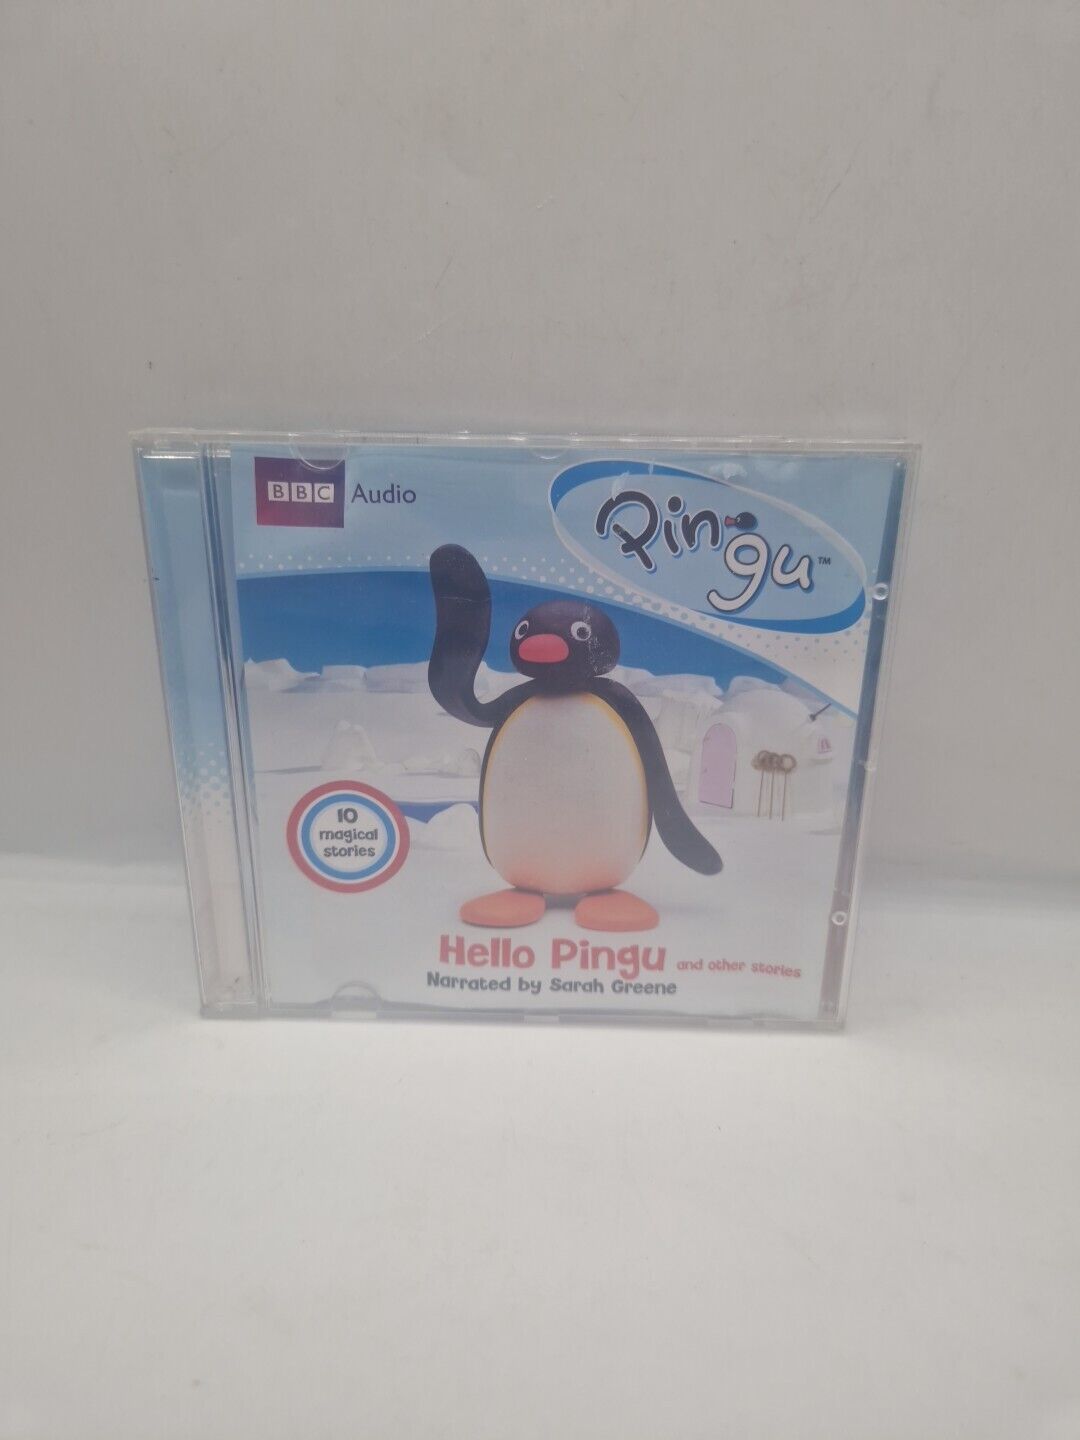 BBC Audio
Pingu™
10
magical
stories
Hello Pingu and other stories
Narrated by Sarah Greene